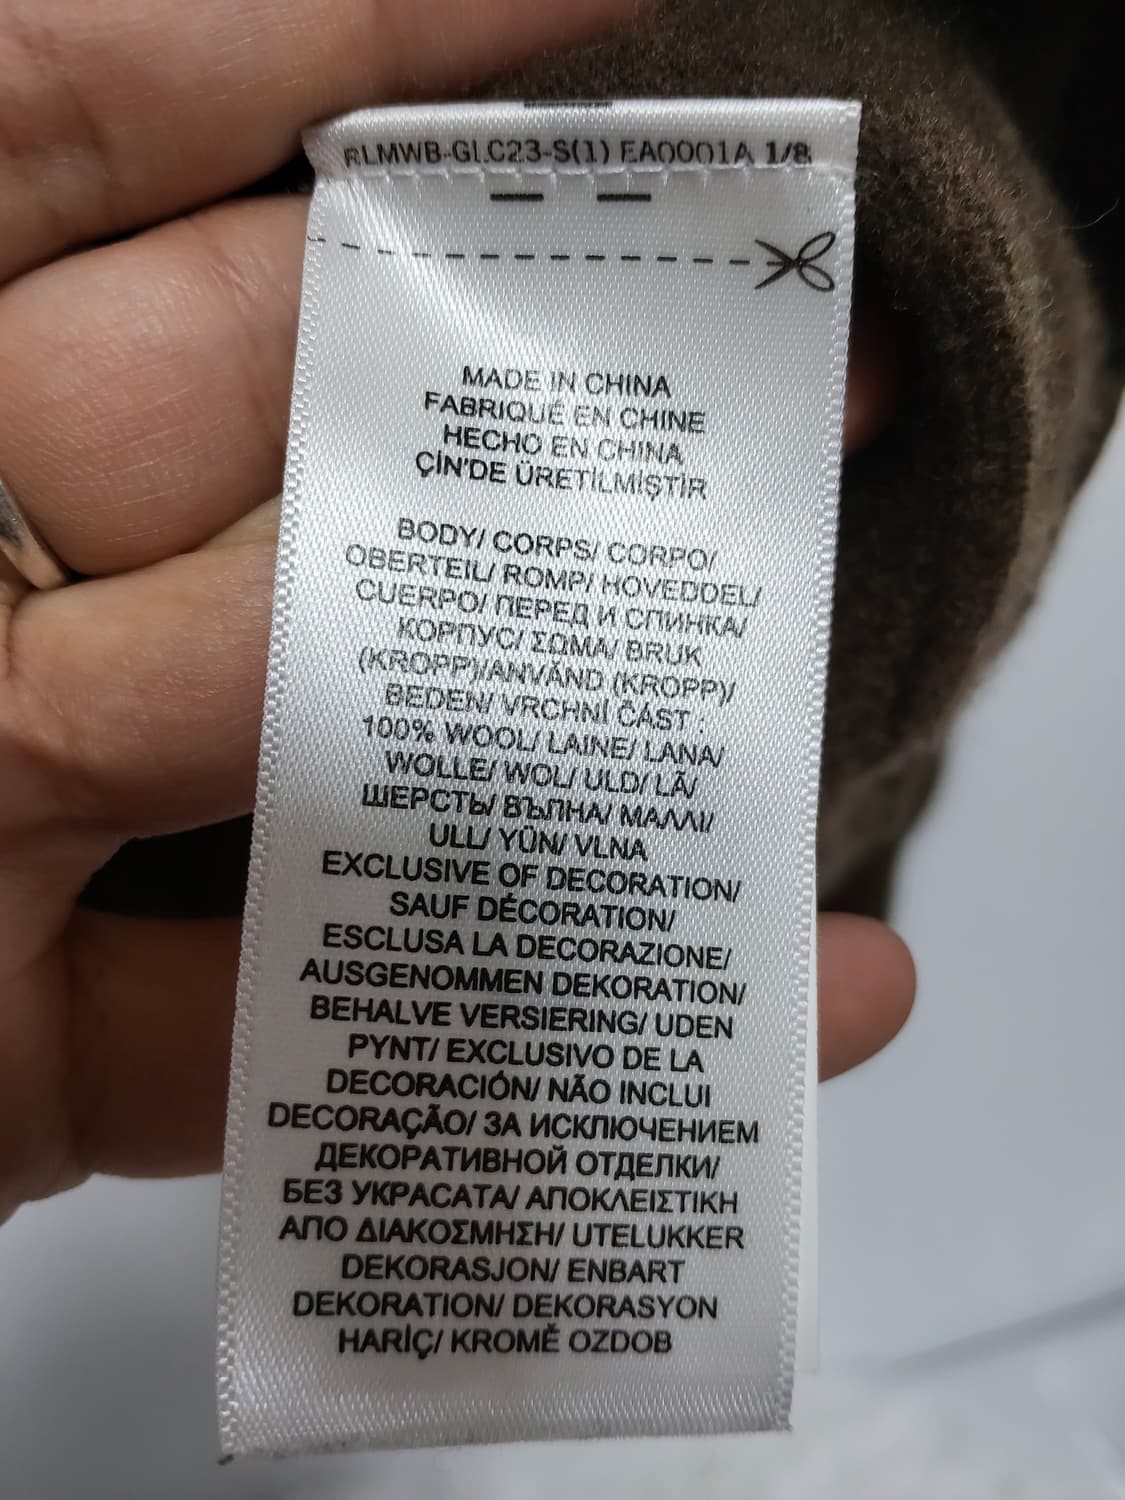 RLMWB-GLC23-S(1) EA0001A 1/8
MADE IN CHINA
FABRIQUÉ EN CHINE
HECHO EN CHINA
ÇİN'DE ÜRETİLMİŞTİR
BODY/ CORPS/ CORPO/
OBERTEIL/ ROMP/ HOVEDDEL/
CUERPO/ ПЕРЕД И СПИНКА/
КОРПУС/ ΣΩΜΑ/ BRUK
(KROPP)/ANVÄND (KROPP)/
BEDEN/ VRCHNÍ ČÁST :
100% WOOL/ LAINE/ LANA/
WOLLE/ WOL/ ULD/ LÃ/
ШЕРСТЬ/ ВЪЛНА/ ΜΑΛΛΙ/
ULL/ YÜN/ VLNA
EXCLUSIVE OF DECORATION/
SAUF DÉCORATION/
ESCLUSA LA DECORAZIONE/
AUSGENOMMEN DEKORATION/
BEHALVE VERSIERING/ UDEN
PYNT/ EXCLUSIVO DE LA
DECORACIÓN/ NÃO INCLUI
DECORAÇÃO/ ЗА ИСКЛЮЧЕНИЕМ
ДЕКОРАТИВНОЙ ОТДЕЛКИ/
БЕЗ УКРАСАТА/ ΑΠΟΚΛΕΙΣΤΙΚΗ
ΑΠΟ ΔΙΑΚΟΣΜΗΣΗ/ UTELUKKER
DEKORASJON/ ENBART
DEKORATION/ DEKORASYON
HARİÇ/ KROMĚ OZDOB